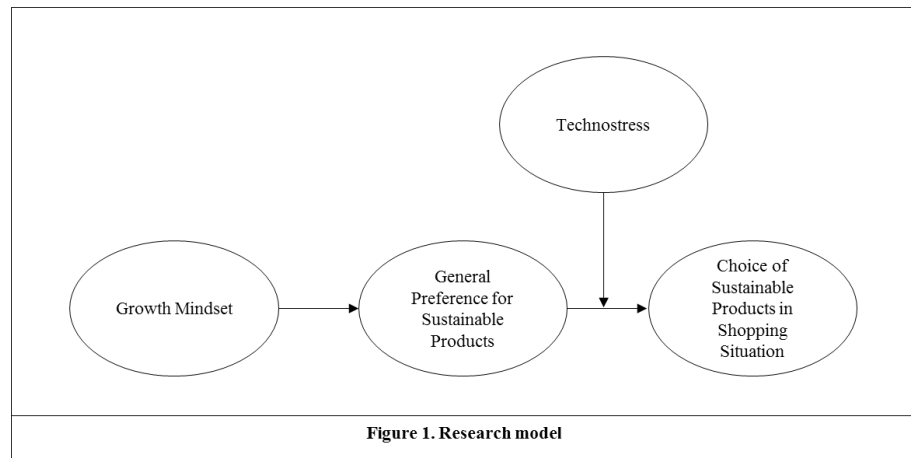 Technostress
Growth Mindset
General
Preference for
Sustainable
Products
Choice of
Sustainable
Products in
Shopping
Situation
Figure 1. Research model